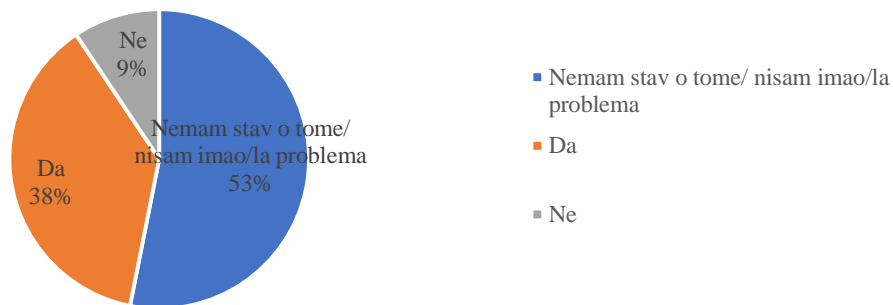 Ne
9%
Nemam stav o tome/
nisam imao/la problema
53%
Da
38%
Nemam stav o tome/ nisam imao/la
problema
Da
Ne